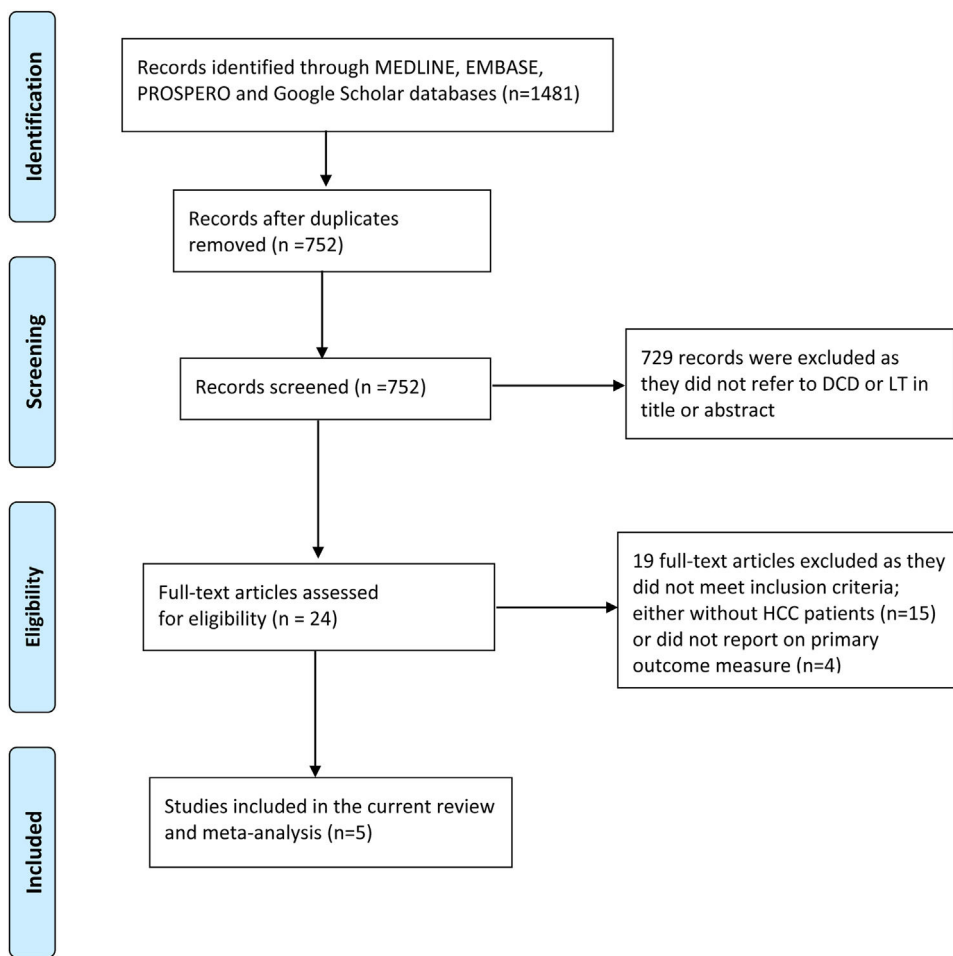 Identification
Records identified through MEDLINE, EMBASE,
PROSPERO and Google Scholar databases (n=1481)
Records after duplicates
removed (n =752)
Screening
Records screened (n =752)
729 records were excluded as
they did not refer to DCD or LT in
title or abstract
Eligibility
Full-text articles assessed
for eligibility (n = 24)
19 full-text articles excluded as they
did not meet inclusion criteria;
either without HCC patients (n=15)
or did not report on primary
outcome measure (n=4)
Included
Studies included in the current review
and meta-analysis (n=5)